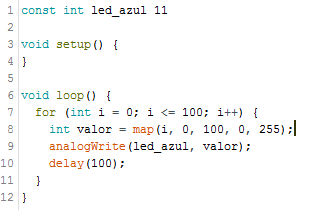 1 const int led_azul 11
2
3 void setup() {
4 }
5
6 void loop() {
7   for (int i = 0; i <= 100; i++) {
8     int valor = map(i, 0, 100, 0, 255);
9     analogWrite(led_azul, valor);
10     delay(100);
11   }
12 }